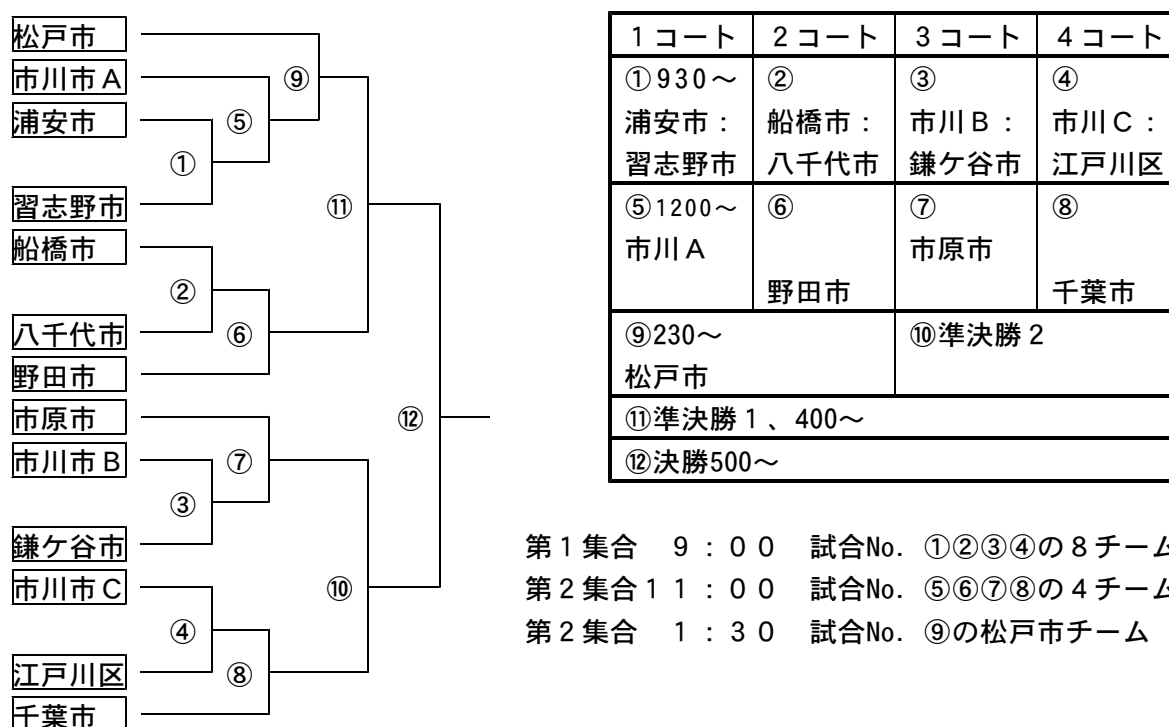 松戸市
市川市A
浦安市
習志野市
船橋市
八千代市
野田市
市原市
市川市B
鎌ケ谷市
市川市C
江戸川区
千葉市
⑨
⑤
①
⑪
②
⑥
⑫
⑦
③
⑩
④
⑧
1コート 2コート 3コート 4コート
①930～ ② ③ ④
浦安市： 船橋市： 市川B： 市川C：
習志野市 八千代市 鎌ケ谷市 江戸川区
⑤1200～ ⑥ ⑦ ⑧
市川A 市原市
野田市 千葉市
⑨230～ ⑩準決勝2
松戸市
⑪準決勝1、400～
⑫決勝500～
第1集合 9：00 試合No. ①②③④の8チーム
第2集合11：00 試合No. ⑤⑥⑦⑧の4チーム
第2集合 1：30 試合No. ⑨の松戸市チーム